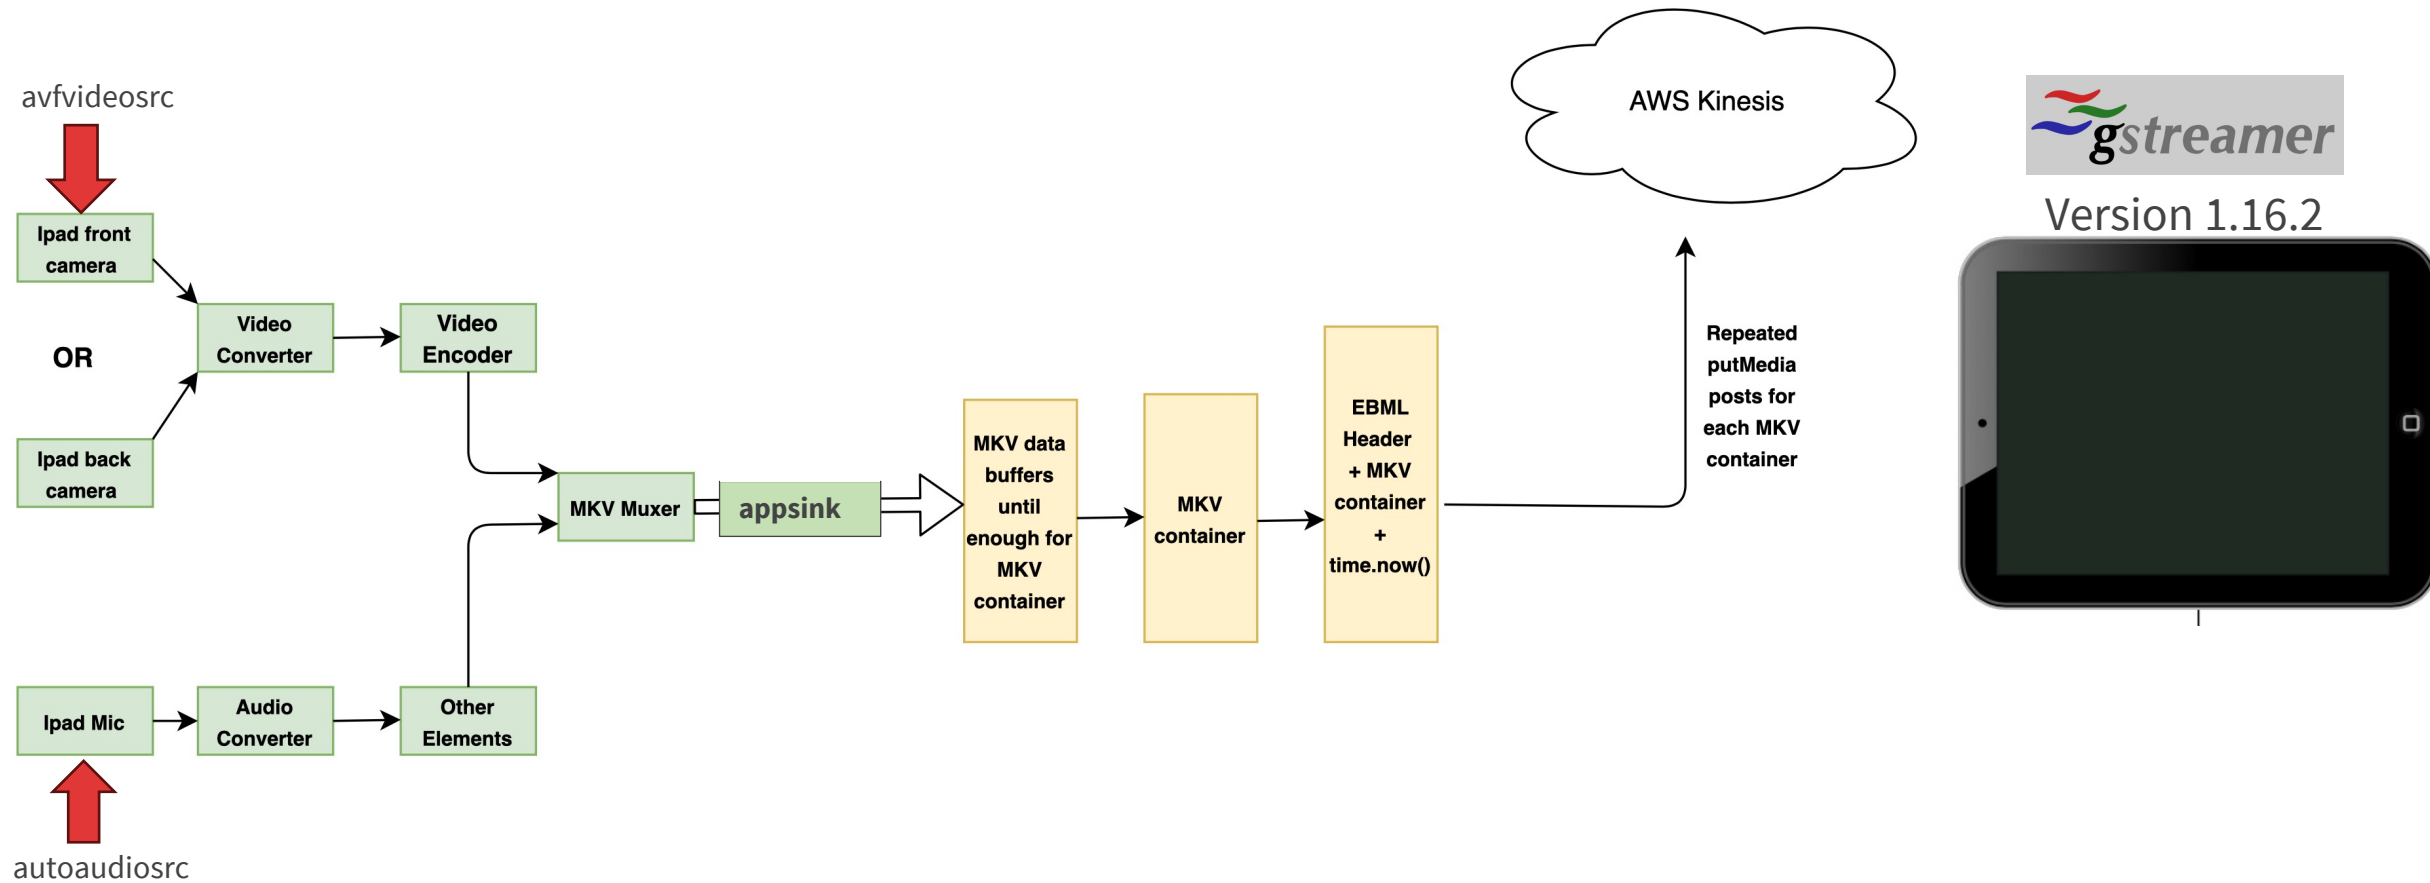 avfvideosrc
Ipad front
camera
OR
Ipad back
camera
Video
Converter
Video
Encoder
Ipad Mic
Audio
Converter
Other
Elements
autoaudiosrc
MKV Muxer
appsink
MKV data
buffers
until
enough for
MKV
container
MKV
container
EBML
Header
+ MKV
container
+
time.now()
Repeated
putMedia
posts for
each MKV
container
AWS Kinesis
gstreamer
Version 1.16.2